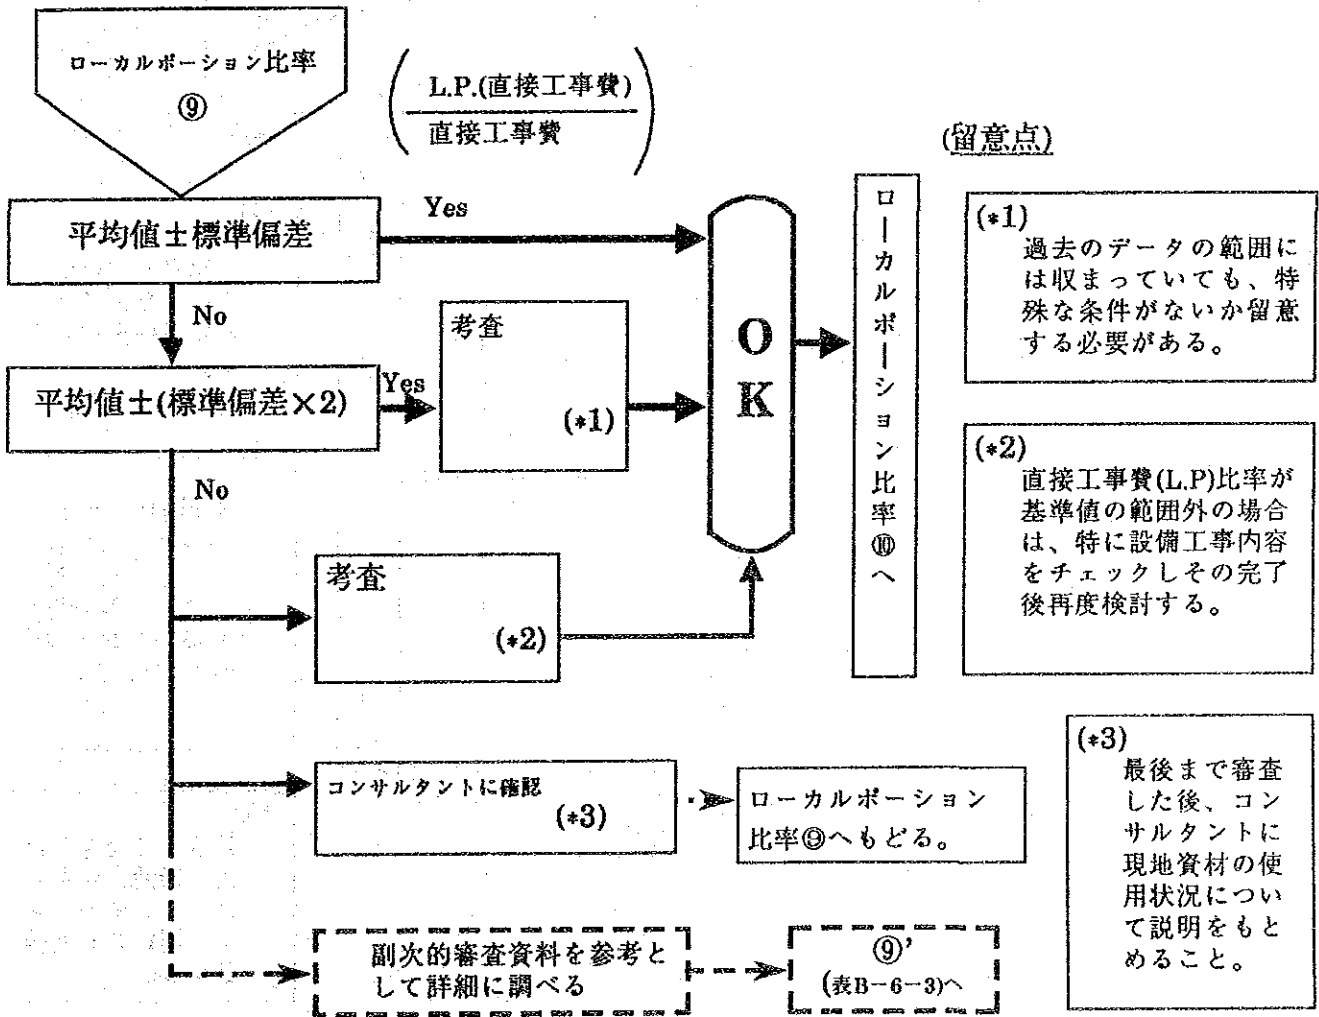 ローカルポーション比率
⑨
L.P.(直接工事費)
直接工事費
(留意点)
平均値士標準偏差
Yes
No
平均値士(標準偏差×2)
Yes
考査
(*1)
No
考査
(*2)
O
K
ローカルポーション比率⑩へ
コンサルタントに確認
(*3)
ローカルポーション
比率⑨へもどる。
副次的審査資料を参考と
して詳細に調べる
⑨’
(表B-6-3)へ
(*1)
過去のデータの範囲に
は収まっていても、特
殊な条件がないか留意
する必要がある。
(*2)
直接工事費(L.P)比率が
基準値の範囲外の場合
は、特に設備工事内容
をチェックしその完了
後再度検討する。
(*3)
最後まで審査
した後、コン
サルタントに
現地資材の使
用状況につい
て説明をもと
めること。